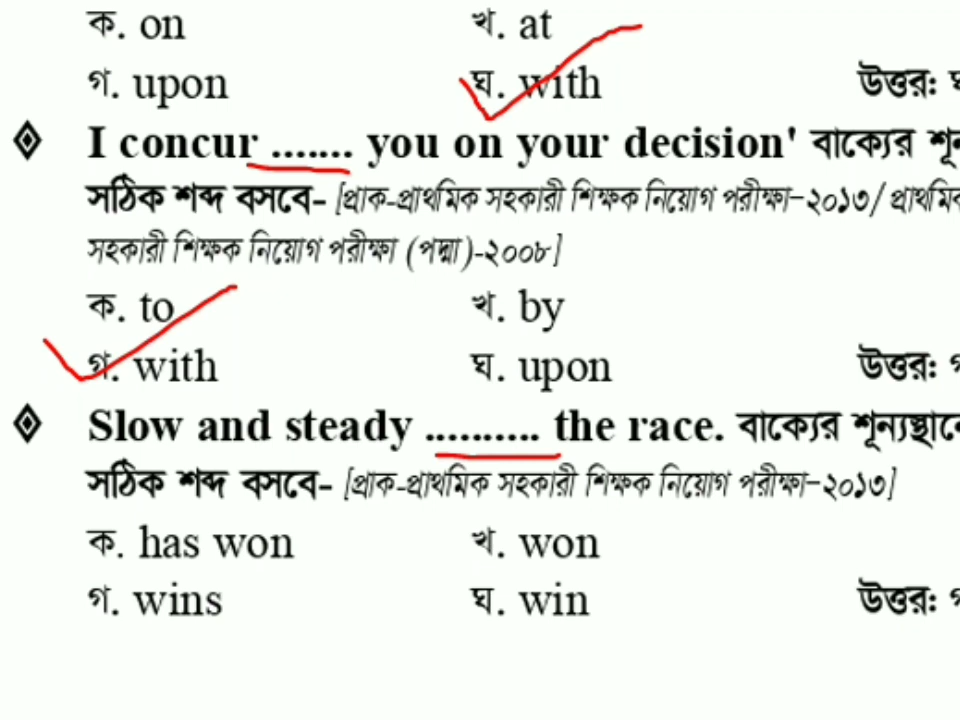 ক. on খ. at
গ. upon ঘ. with উত্তর:
I concur ....... you on your decision' বাক্যের
সঠিক শব্দ বসবে- [প্রাক-প্রাথমিক সহকারী শিক্ষক নিয়োগ পরীক্ষা-২০১৩/
সহকারী শিক্ষক নিয়োগ পরীক্ষা (পদ্মা)-২০০৮]
ক. to খ. by
গ. with ঘ. upon উত্তর:
Slow and steady .......... the race. বাক্যের
সঠিক শব্দ বসবে- [প্রাক-প্রাথমিক সহকারী শিক্ষক নিয়োগ পরীক্ষা-২০১৩]
ক. has won খ. won
গ. wins ঘ. win উত্তর: